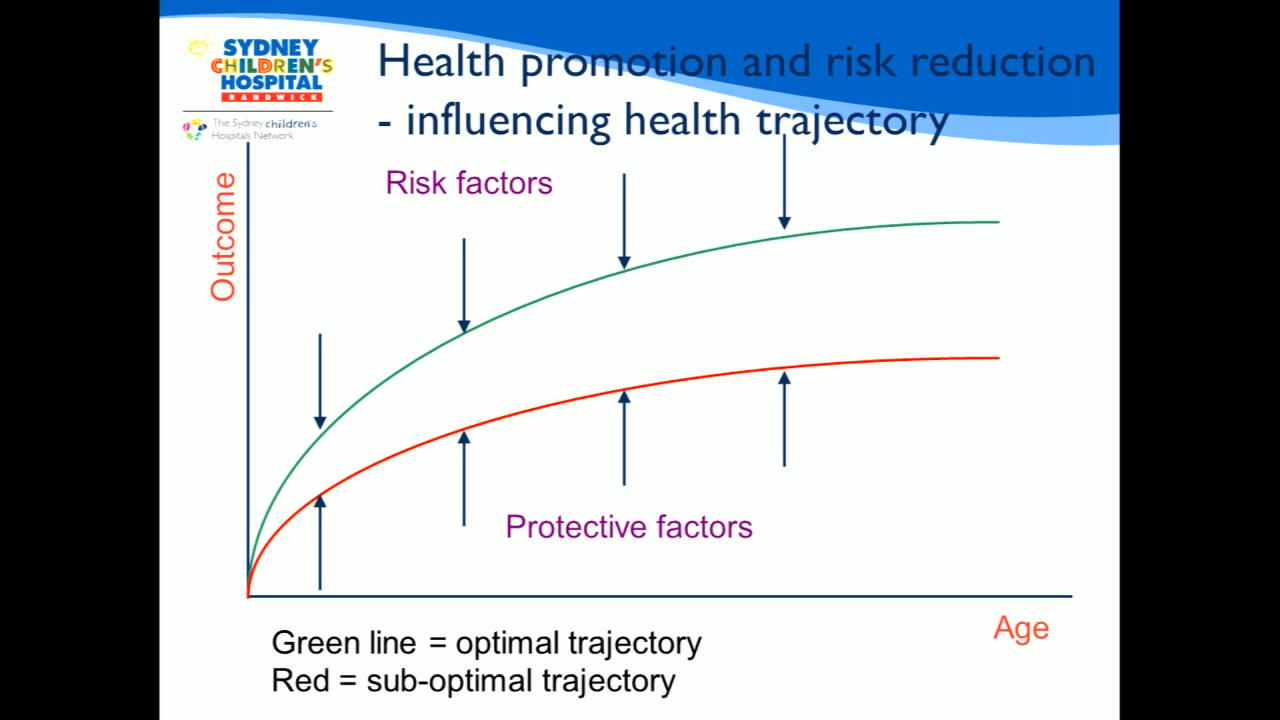 SYDNEY
CHILDREN'S
HOSPITAL
RANDWICK
The Sydney children's
Hospitals Network
Health promotion and risk reduction
- influencing health trajectory
Risk factors
Outcome
Protective factors
Age
Green line = optimal trajectory
Red = sub-optimal trajectory